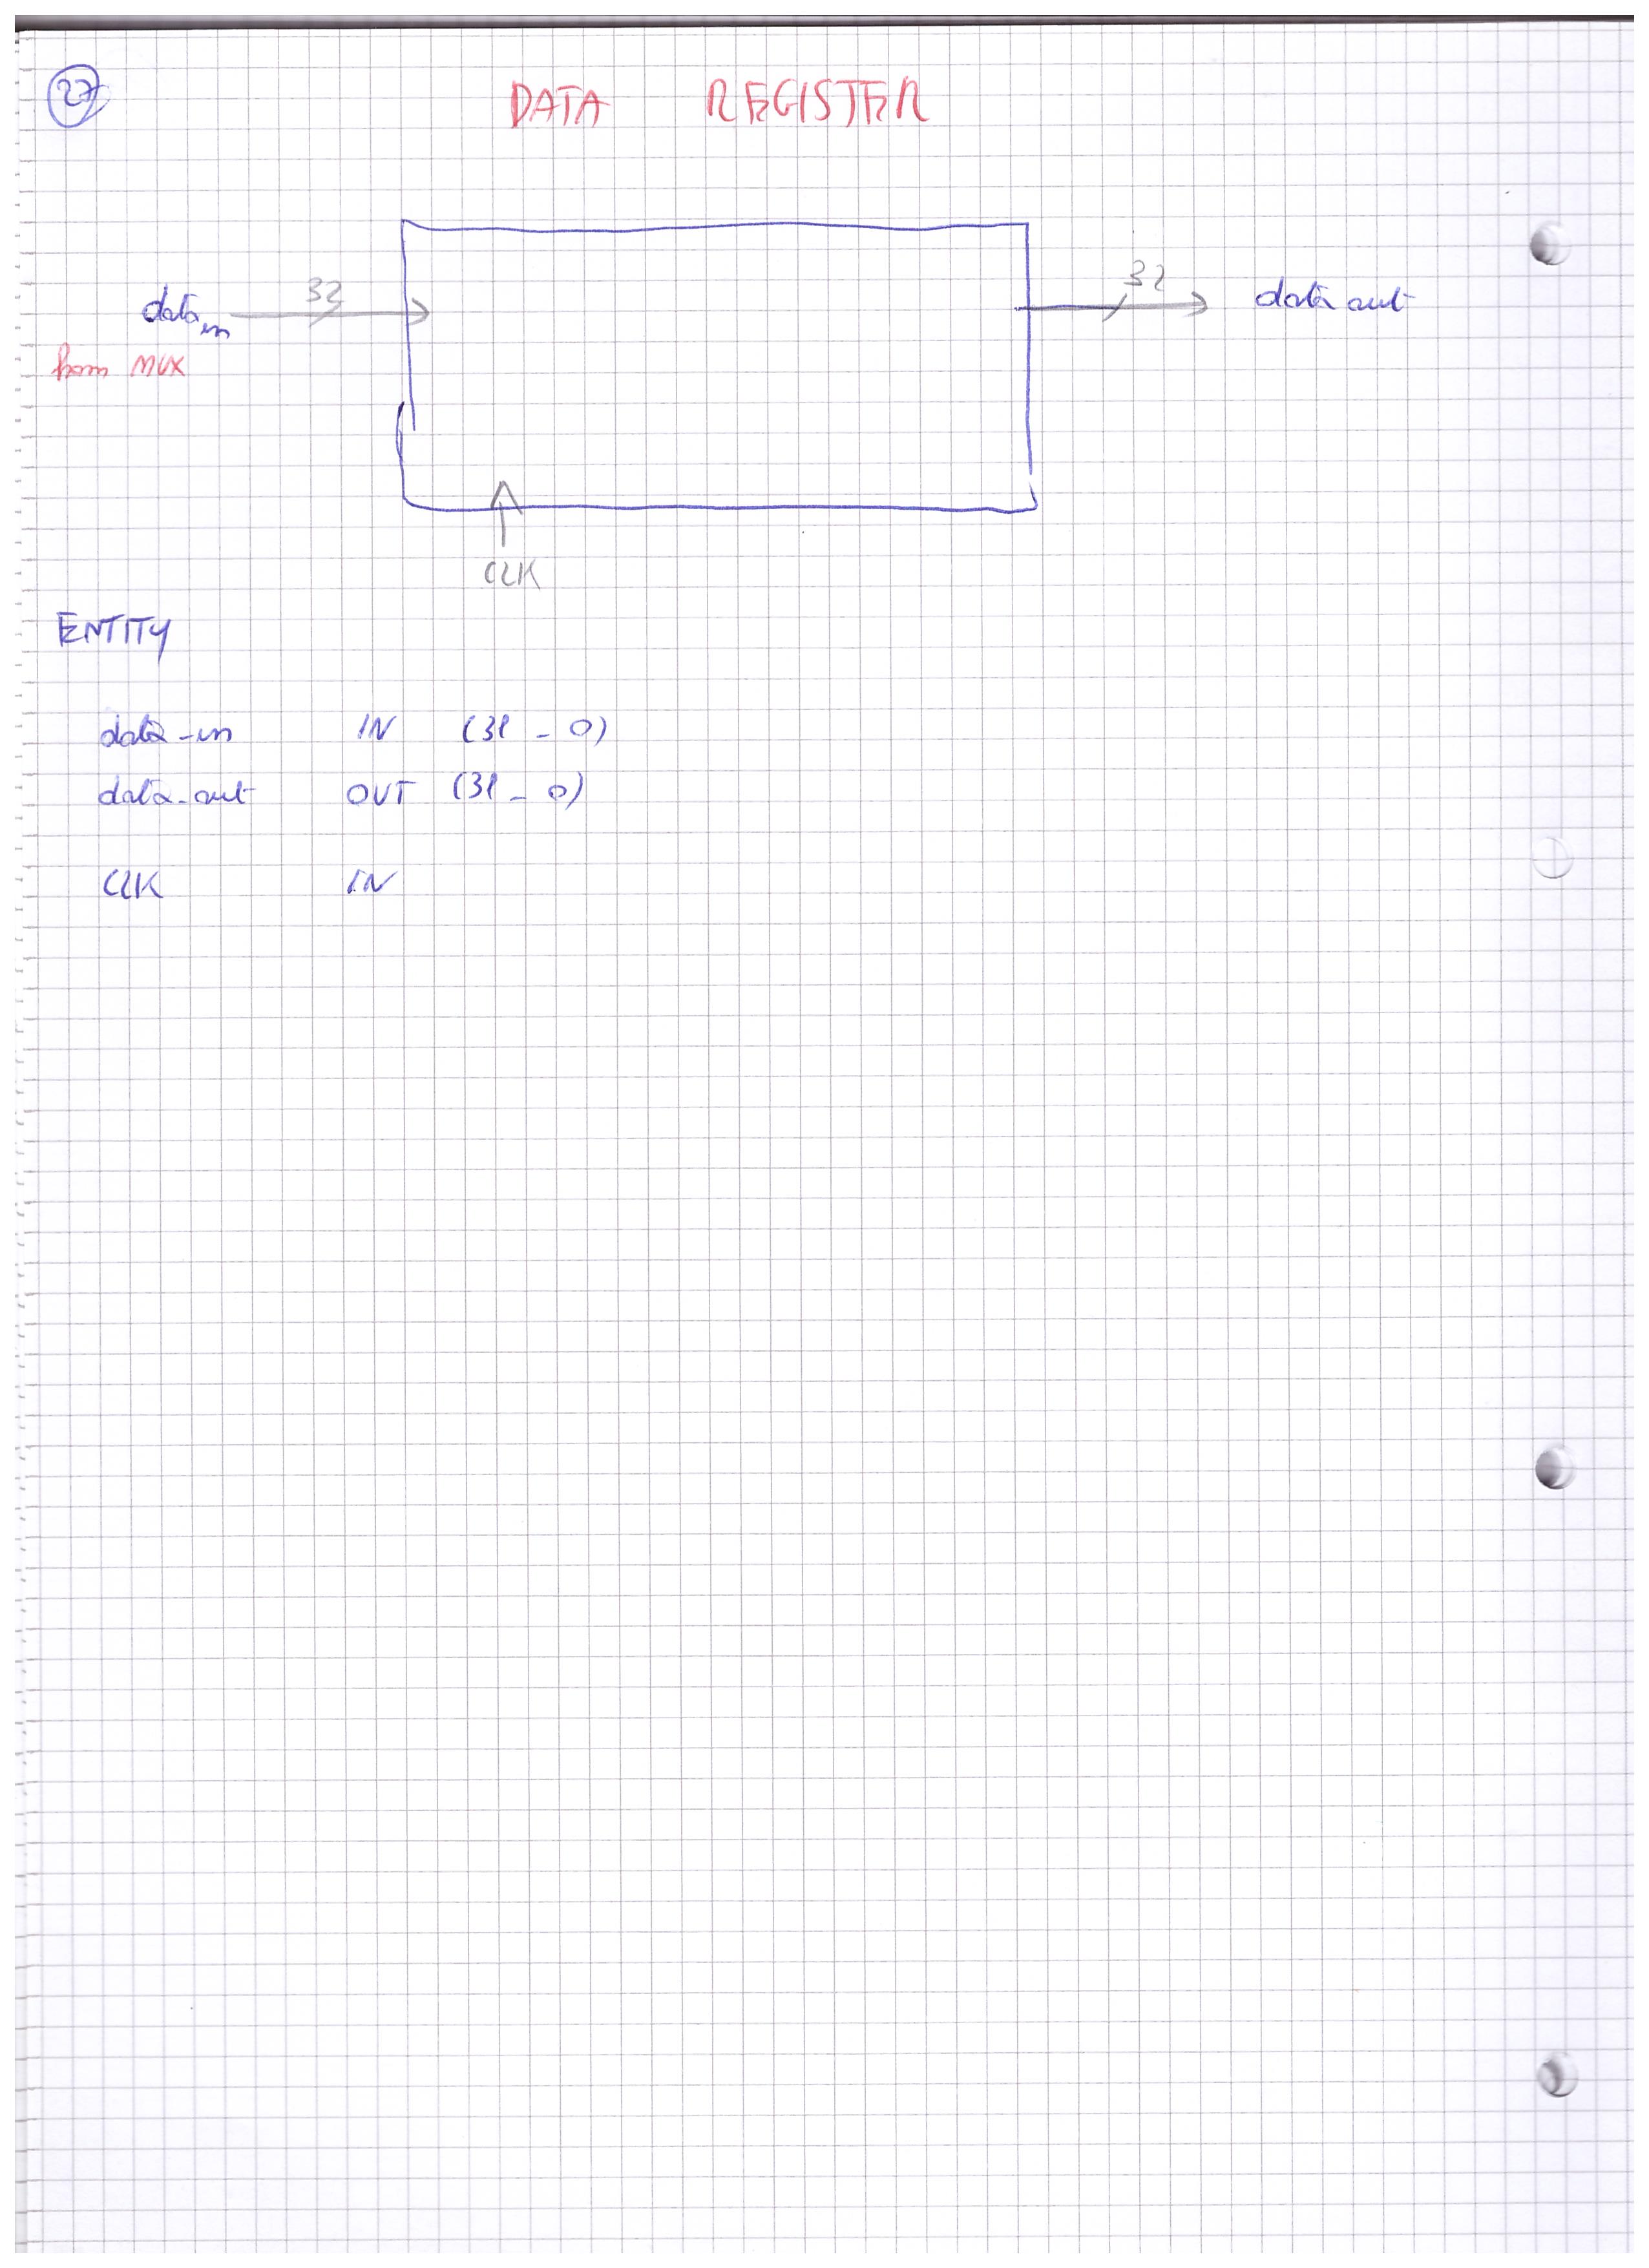 27
DATA REGISTER
32
32
data in
data out
from MUX
CLK
ENTITY
data-in IN (31 - 0)
data-out OUT (31 - 0)
CLK IN